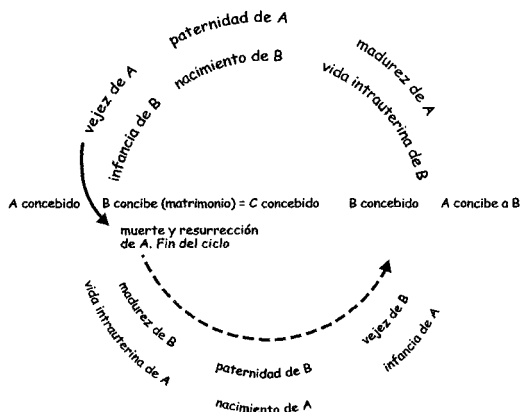 paternidad de A
nacimiento de B
madurez de A
vida intrauterina de B
vejez de A
infancia de B
A concebido B concibe (matrimonio) = C concebido B concebido A concibe a B
muerte y resurrección
de A. Fin del ciclo
madurez de B
vida intrauterina de A
paternidad de B
nacimiento de A
vejez de B
infancia de A